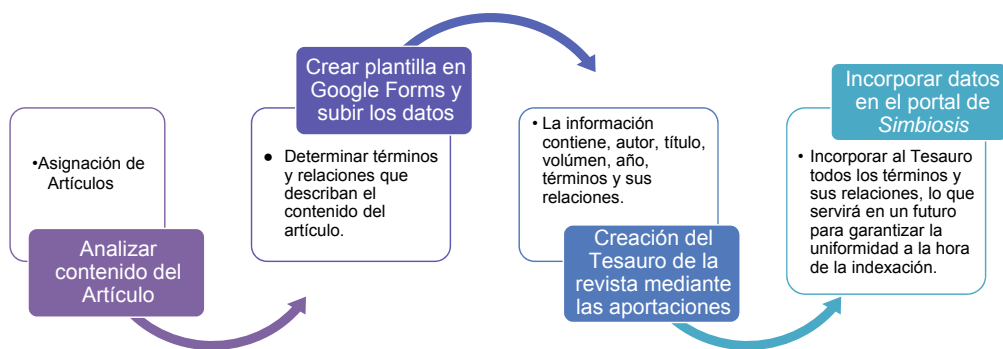 •Asignación de
Artículos
Analizar
contenido del
Artículo
Crear plantilla en
Google Forms y
subir los datos
● Determinar términos
y relaciones que
describan el
contenido del
artículo.
• La información
contiene, autor, título,
volúmen, año,
términos y sus
relaciones.
Creación del
Tesauro de la
revista mediante
las aportaciones
Incorporar datos
en el portal de
Simbiosis
• Incorporar al Tesauro
todos los términos y
sus relaciones, lo que
servirá en un futuro
para garantizar la
uniformidad a la hora
de la indexación.